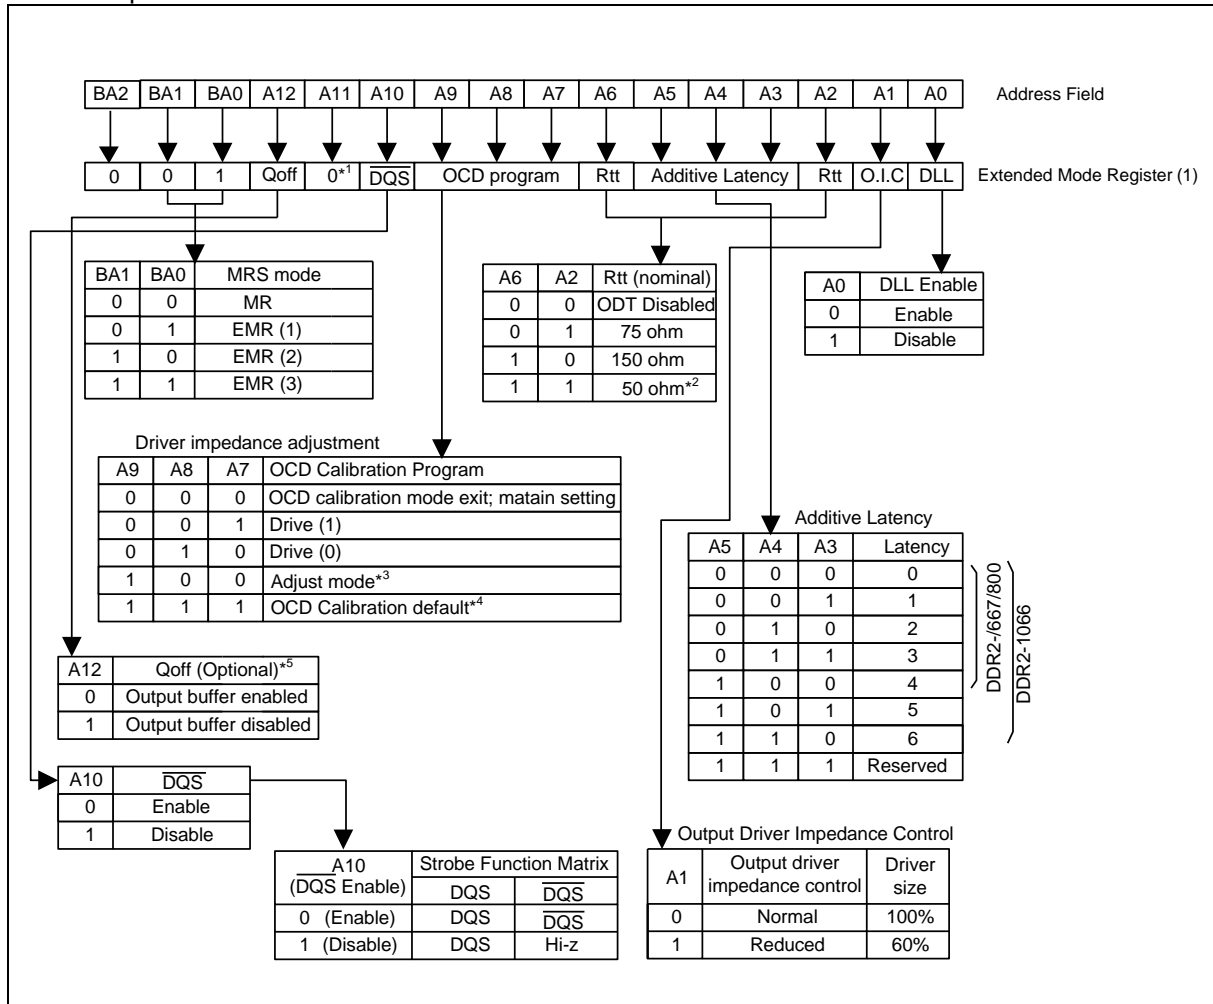 BA2 BA1 BA0 A12 A11 A10 A9 A8 A7 A6 A5 A4 A3 A2 A1 A0 Address Field
0 0 1 Qoff 0*1 DQS OCD program Rtt Additive Latency Rtt O.I.C DLL Extended Mode Register (1)
BA1 BA0 MRS mode
0 0 MR
0 1 EMR (1)
1 0 EMR (2)
1 1 EMR (3)
A6 A2 Rtt (nominal)
0 0 ODT Disabled
0 1 75 ohm
1 0 150 ohm
1 1 50 ohm*2
A0 DLL Enable
0 Enable
1 Disable
Driver impedance adjustment
A9 A8 A7 OCD Calibration Program
0 0 0 OCD calibration mode exit; matain setting
0 0 1 Drive (1)
0 1 0 Drive (0)
1 0 0 Adjust mode*3
1 1 1 OCD Calibration default*4
Additive Latency
A5 A4 A3 Latency
0 0 0 0
0 0 1 1
0 1 0 2
0 1 1 3
1 0 0 4
1 0 1 5
1 1 0 6
1 1 1 Reserved
DDR2-/667/800
DDR2-1066
A12 Qoff (Optional)*5
0 Output buffer enabled
1 Output buffer disabled
A10 DQS
0 Enable
1 Disable
A10 (DQS Enable) Strobe Function Matrix
DQS DQS
0 (Enable) DQS DQS
1 (Disable) DQS Hi-z
Output Driver Impedance Control
A1 Output driver impedance control Driver size
0 Normal 100%
1 Reduced 60%